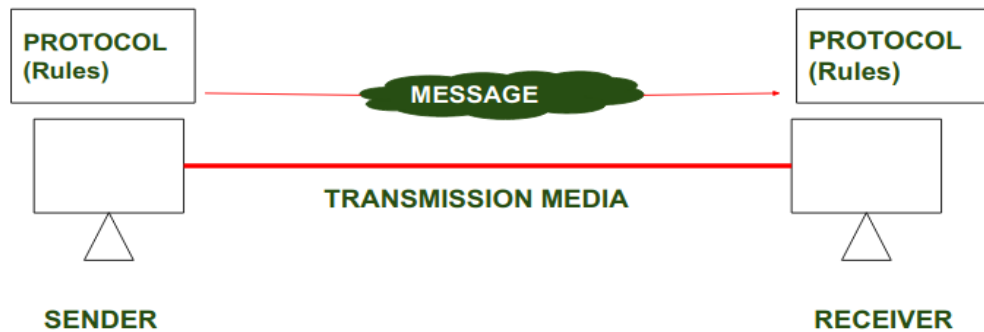 PROTOCOL
(Rules)
PROTOCOL
(Rules)
MESSAGE
TRANSMISSION MEDIA
SENDER
RECEIVER